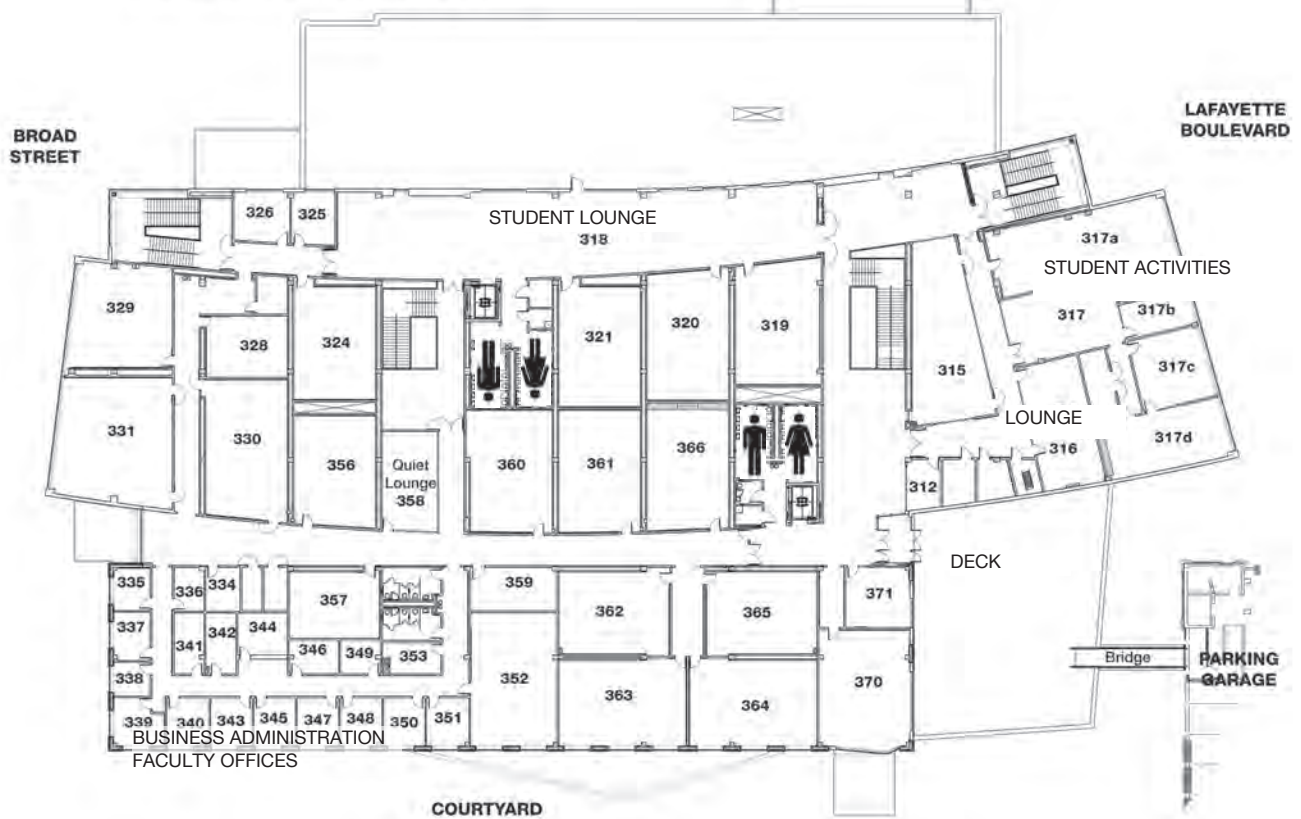 BROAD
STREET
LAFAYETTE
BOULEVARD
326
325
STUDENT LOUNGE
318
317a
STUDENT ACTIVITIES
329
328
324
321
320
319
315
317
317b
317c
331
330
356
Quiet
Lounge
358
360
361
366
LOUNGE
316
317d
312
DECK
335
336
334
357
359
362
365
371
337
341
342
344
346
349
353
352
363
364
370
Bridge
PARKING
GARAGE
338
339
340
343
345
347
348
350
351
BUSINESS ADMINISTRATION
FACULTY OFFICES
COURTYARD